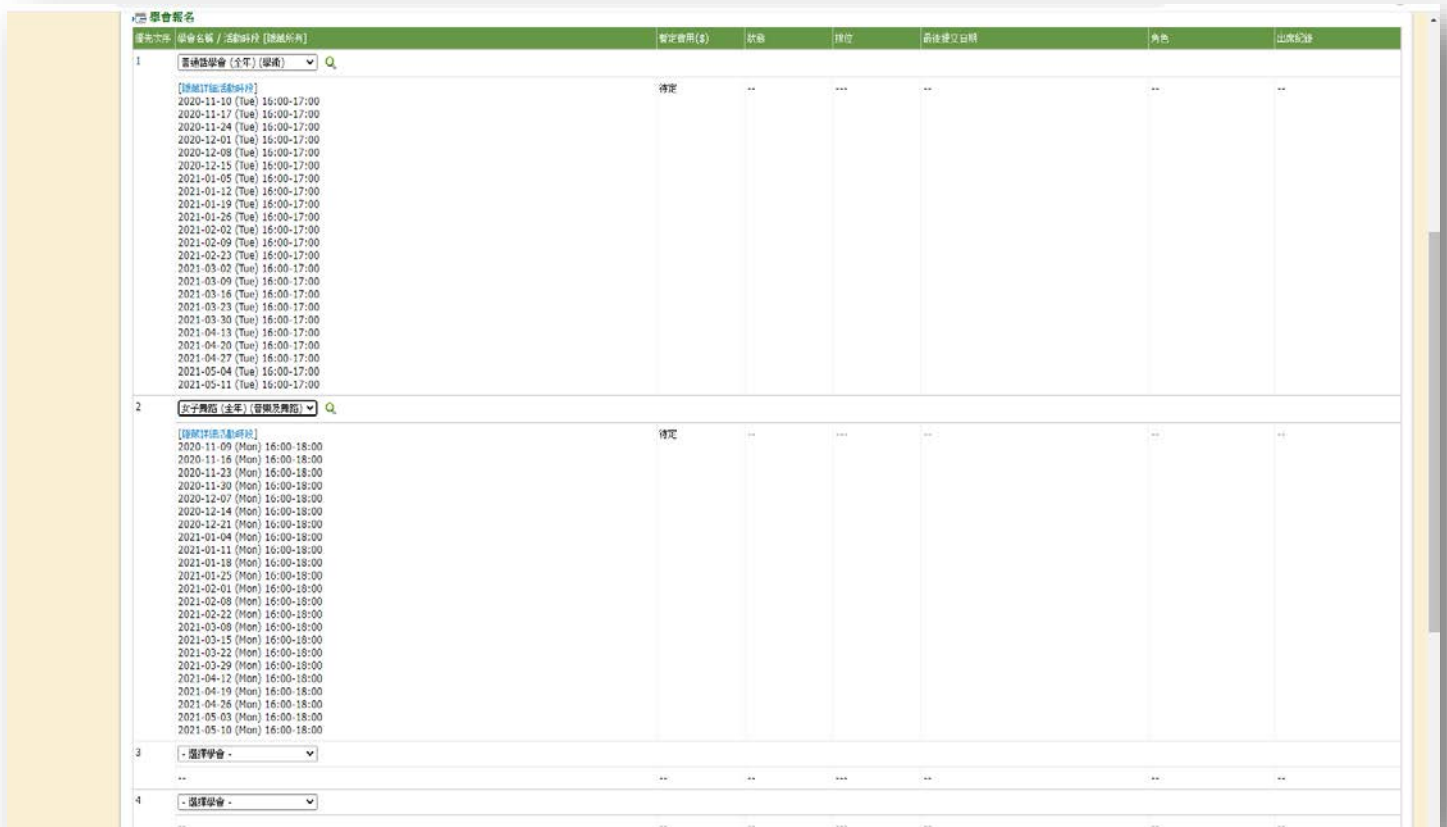 學會報名
優先次序 學會名稱 / 活動時段 [隱藏所有] 暫定費用($) 狀態 牌位 最後遞交日期 角色 出席紀錄
1 普通話學會 (全年) (學術)
[隱藏詳細活動時段] 待定 -- --- -- -- --
2020-11-10 (Tue) 16:00-17:00
2020-11-17 (Tue) 16:00-17:00
2020-11-24 (Tue) 16:00-17:00
2020-12-01 (Tue) 16:00-17:00
2020-12-08 (Tue) 16:00-17:00
2020-12-15 (Tue) 16:00-17:00
2021-01-05 (Tue) 16:00-17:00
2021-01-12 (Tue) 16:00-17:00
2021-01-19 (Tue) 16:00-17:00
2021-01-26 (Tue) 16:00-17:00
2021-02-02 (Tue) 16:00-17:00
2021-02-09 (Tue) 16:00-17:00
2021-02-23 (Tue) 16:00-17:00
2021-03-02 (Tue) 16:00-17:00
2021-03-09 (Tue) 16:00-17:00
2021-03-16 (Tue) 16:00-17:00
2021-03-23 (Tue) 16:00-17:00
2021-03-30 (Tue) 16:00-17:00
2021-04-13 (Tue) 16:00-17:00
2021-04-20 (Tue) 16:00-17:00
2021-04-27 (Tue) 16:00-17:00
2021-05-04 (Tue) 16:00-17:00
2021-05-11 (Tue) 16:00-17:00
2 女子舞蹈 (全年) (音樂及舞蹈)
[隱藏詳細活動時段] 待定 -- --- -- -- --
2020-11-09 (Mon) 16:00-18:00
2020-11-16 (Mon) 16:00-18:00
2020-11-23 (Mon) 16:00-18:00
2020-11-30 (Mon) 16:00-18:00
2020-12-07 (Mon) 16:00-18:00
2020-12-14 (Mon) 16:00-18:00
2020-12-21 (Mon) 16:00-18:00
2021-01-04 (Mon) 16:00-18:00
2021-01-11 (Mon) 16:00-18:00
2021-01-18 (Mon) 16:00-18:00
2021-01-25 (Mon) 16:00-18:00
2021-02-01 (Mon) 16:00-18:00
2021-02-08 (Mon) 16:00-18:00
2021-02-22 (Mon) 16:00-18:00
2021-03-08 (Mon) 16:00-18:00
2021-03-15 (Mon) 16:00-18:00
2021-03-22 (Mon) 16:00-18:00
2021-03-29 (Mon) 16:00-18:00
2021-04-12 (Mon) 16:00-18:00
2021-04-19 (Mon) 16:00-18:00
2021-04-26 (Mon) 16:00-18:00
2021-05-03 (Mon) 16:00-18:00
2021-05-10 (Mon) 16:00-18:00
3 - 選擇學會 -
-- -- -- --- -- -- --
4 - 選擇學會 -
-- -- -- --- -- -- --